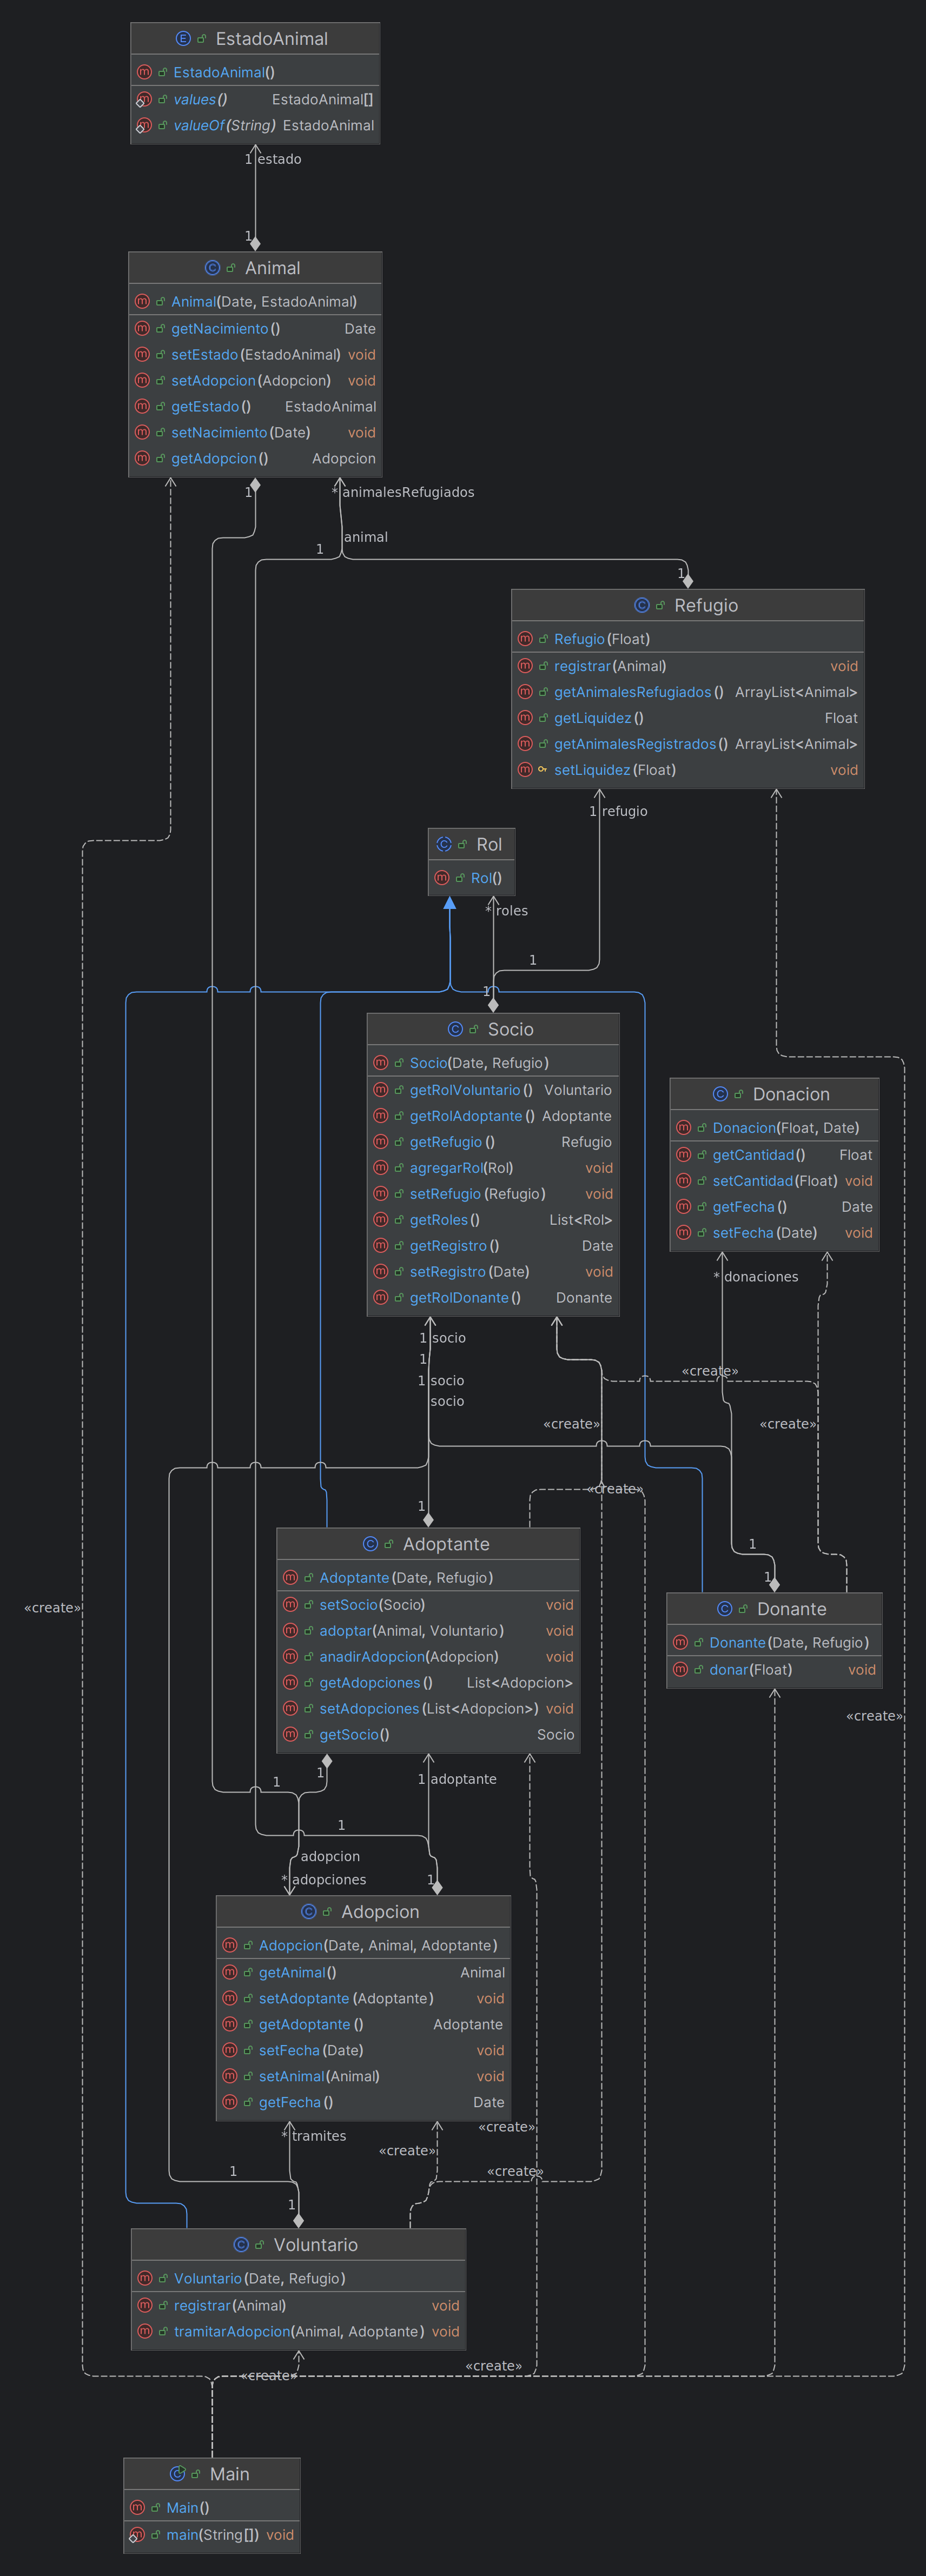 EstadoAnimal
EstadoAnimal()
values() EstadoAnimal[]
valueOf(String) EstadoAnimal
1 estado
1
Animal
Animal(Date, EstadoAnimal)
getNacimiento() Date
setEstado(EstadoAnimal) void
setAdopcion(Adopcion) void
getEstado() EstadoAnimal
setNacimiento(Date) void
getAdopcion() Adopcion
1
* animalesRefugiados
animal
1
1
Refugio
Refugio(Float)
registrar(Animal) void
getAnimalesRefugiados() ArrayList<Animal>
getLiquidez() Float
getAnimalesRegistrados() ArrayList<Animal>
setLiquidez(Float) void
1 refugio
Rol
Rol()
* roles
1
1
Socio
Socio(Date, Refugio)
getRolVoluntario() Voluntario
getRolAdoptante() Adoptante
getRefugio() Refugio
agregarRol(Rol) void
setRefugio(Refugio) void
getRoles() List<Rol>
getRegistro() Date
setRegistro(Date) void
getRolDonante() Donante
Donacion
Donacion(Float, Date)
getCantidad() Float
setCantidad(Float) void
getFecha() Date
setFecha(Date) void
* donaciones
1 socio
1
1 socio
socio
«create»
«create»
«create»
«create»
1
1
1
Adoptante
Adoptante(Date, Refugio)
setSocio(Socio) void
adoptar(Animal, Voluntario) void
anadirAdopcion(Adopcion) void
getAdopciones() List<Adopcion>
setAdopciones(List<Adopcion>) void
getSocio() Socio
Donante
Donante(Date, Refugio)
donar(Float) void
«create»
«create»
1
1
1 adoptante
1
adopcion
* adopciones
1
Adopcion
Adopcion(Date, Animal, Adoptante)
getAnimal() Animal
setAdoptante(Adoptante) void
getAdoptante() Adoptante
setFecha(Date) void
setAnimal(Animal) void
getFecha() Date
* tramites
«create»
«create»
«create»
1
1
Voluntario
Voluntario(Date, Refugio)
registrar(Animal) void
tramitarAdopcion(Animal, Adoptante) void
«create»
«create»
Main
Main()
main(String[]) void